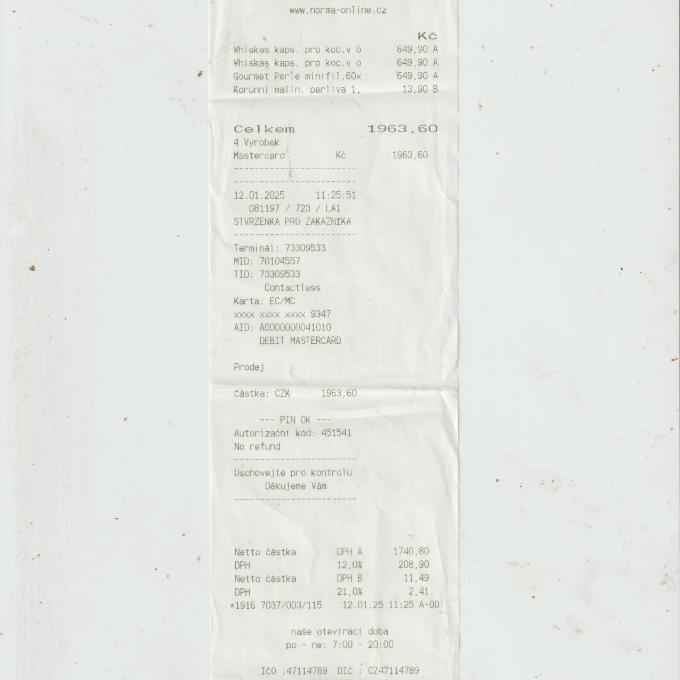 www.norma-online.cz
Kč
Whiskas kaps. pro koc.v o 649,90 A
Whiskas kaps. pro koc.v o 649,90 A
Gourmet Perle minifil.60x 649,90 A
Korunni malin. perliva 1, 13,90 B
Celkem 1963,60
4 Vyrobek
Mastercard Kč 1963,60
12.01.2025 11:25:51
081197 / 723 / LA1
STVRZENKA PRO ZAKAZNIKA
Terminál: 73309533
MID: 70104557
TID: 73309533
Contactless
Karta: EC/MC
xxxx xxxx xxxx 9347
AID: A0000000041010
DEBIT MASTERCARD
Prodej
částka: CZK 1963,60
--- PIN OK ---
Autorizační kód: 451541
No refund
Uschovejte pro kontrolu
Děkujeme Vám
Netto částka DPH A 1740,80
DPH 12,0% 208,90
Netto částka DPH B 11,49
DPH 21,0% 2,41
*1916 7037/003/115 12.01.25 11:25 A-00
naše otevírací doba
po - ne: 7:00 - 20:00
IČO :47114789 DIČ : CZ47114789